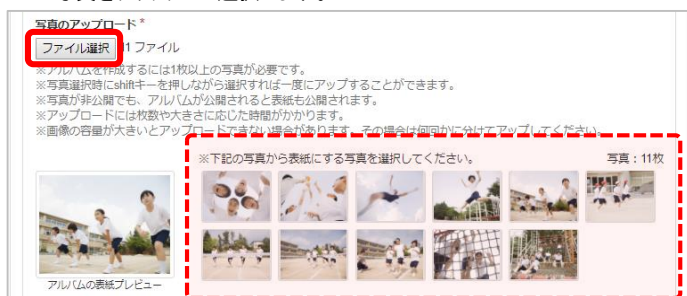 写真のアップロード *
ファイル選択 11 ファイル
※アルバムを作成するには1枚以上の写真が必要です。
※写真選択時にshiftキーを押しながら選択すれば一度にアップすることができます。
※写真が非公開でも、アルバムが公開されると表紙も公開されます。
※アップロードには枚数や大きさに応じた時間がかかります。
※画像の容量が大きいとアップロードできない場合があります。その場合は何回かに分けてアップしてください。
※下記の写真から表紙にする写真を選択してください。 写真：11枚
アルバムの表紙プレビュー